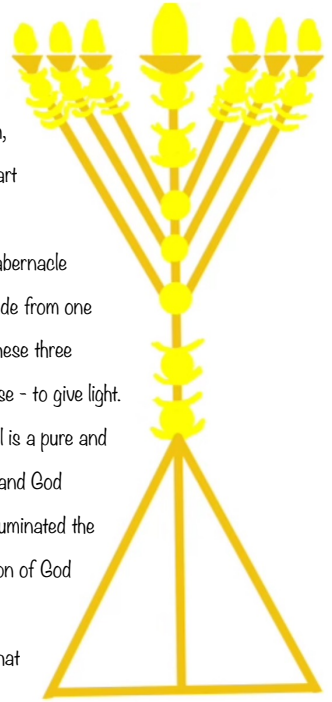 art
abernacle
de from one
hese three
se - to give light.
l is a pure and
and God
uminated the
on of God
hat